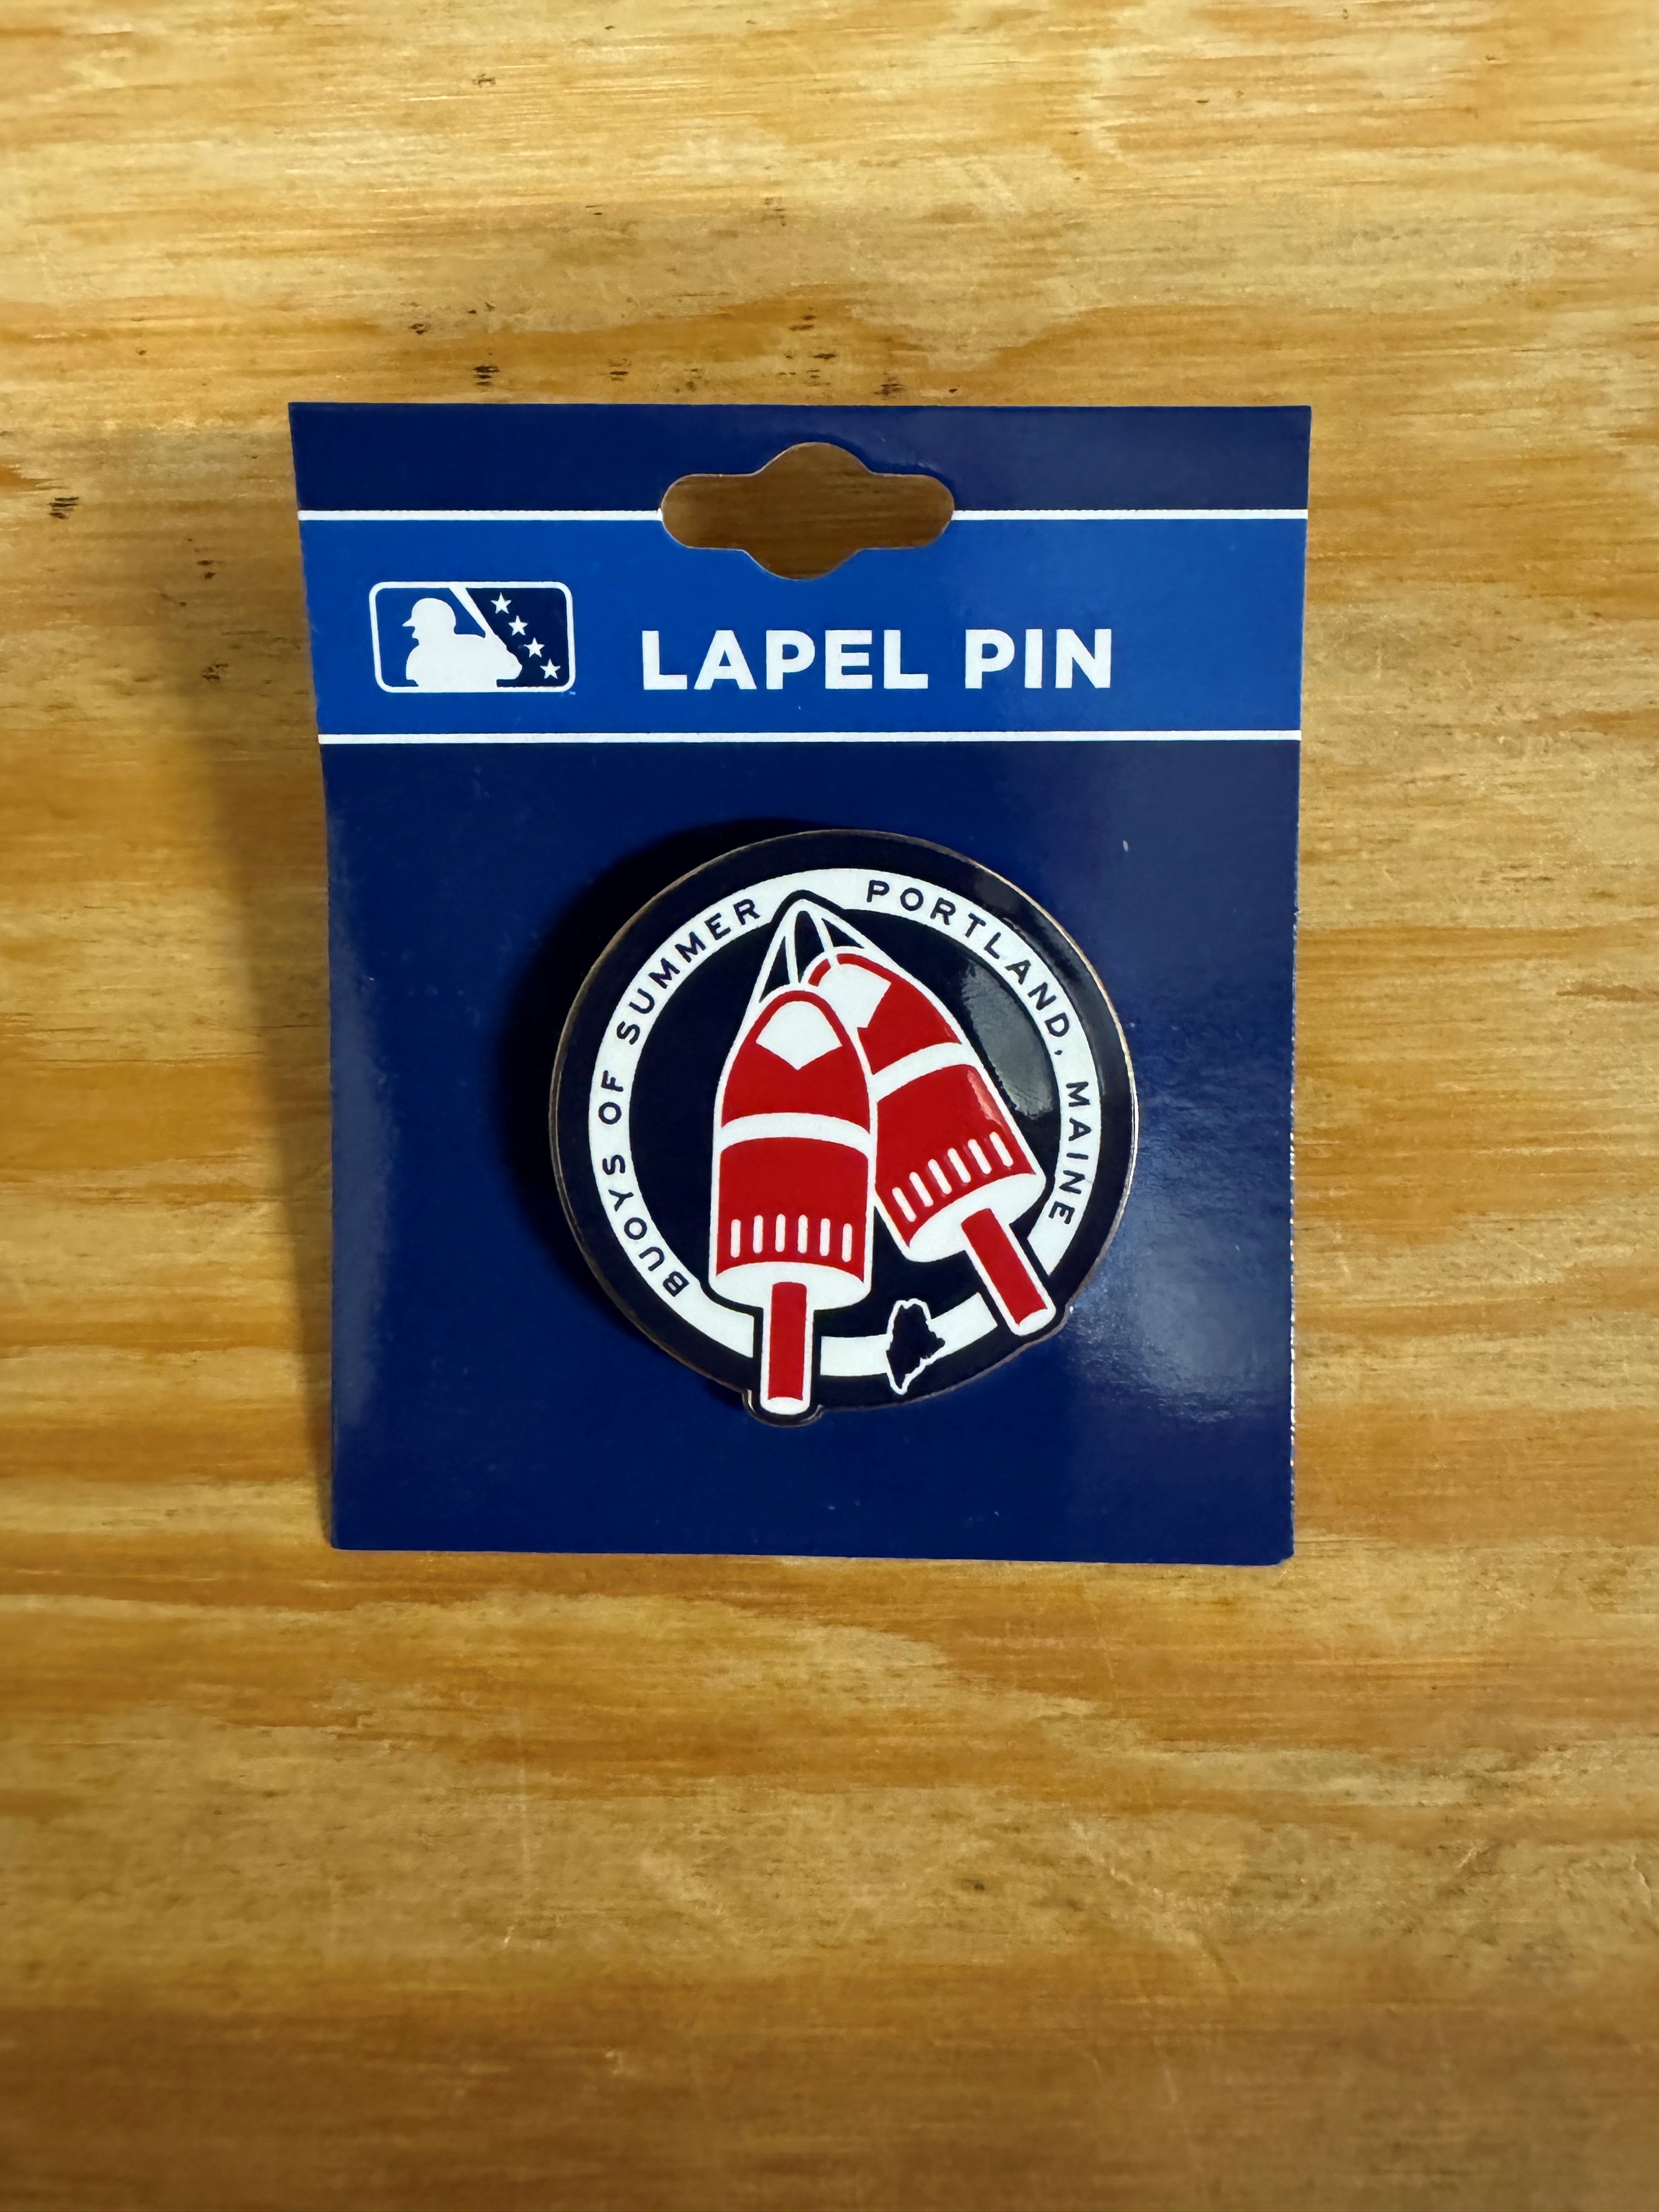 LAPEL PIN
BUOYS OF SUMMER
PORTLAND, MAINE